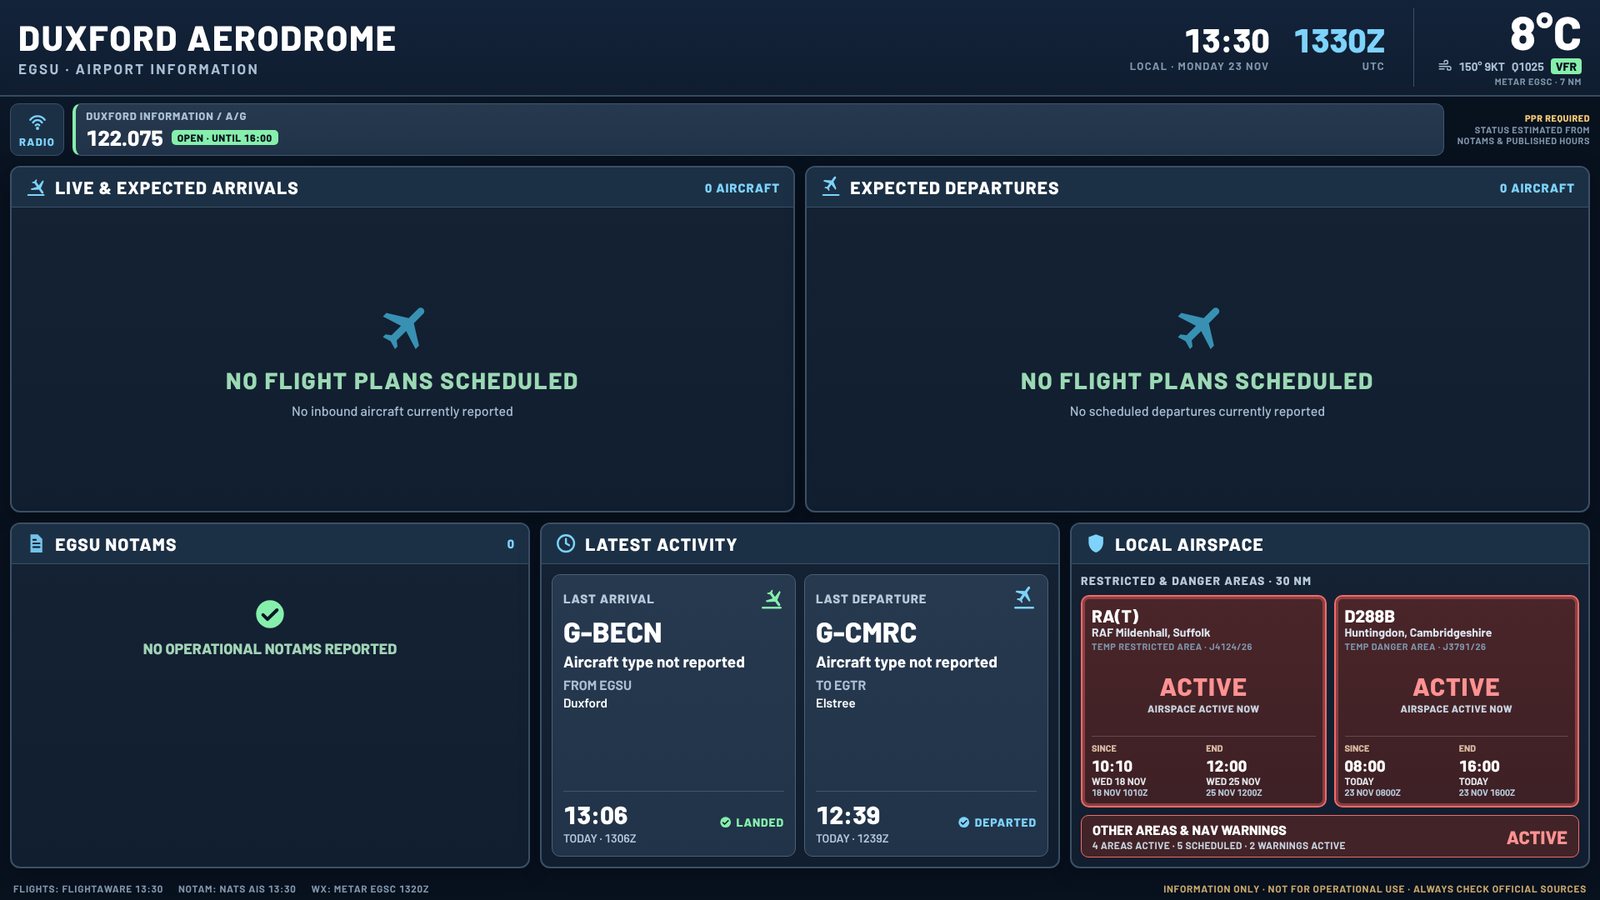 DUXFORD AERODROME
EGSU · AIRPORT INFORMATION
13:30
LOCAL · MONDAY 23 NOV
1330Z
UTC
8°C
150° 9KT Q1025 VFR
METAR EGSC · 7 NM
RADIO
DUXFORD INFORMATION / A/G
122.075 OPEN · UNTIL 16:00
PPR REQUIRED
STATUS ESTIMATED FROM
NOTAMS & PUBLISHED HOURS
LIVE & EXPECTED ARRIVALS
0 AIRCRAFT
NO FLIGHT PLANS SCHEDULED
No inbound aircraft currently reported
EXPECTED DEPARTURES
0 AIRCRAFT
NO FLIGHT PLANS SCHEDULED
No scheduled departures currently reported
EGSU NOTAMS
0
NO OPERATIONAL NOTAMS REPORTED
LATEST ACTIVITY
LAST ARRIVAL
G-BECN
Aircraft type not reported
FROM EGSU
Duxford
13:06
TODAY · 1306Z
LANDED
LAST DEPARTURE
G-CMRC
Aircraft type not reported
TO EGTR
Elstree
12:39
TODAY · 1239Z
DEPARTED
LOCAL AIRSPACE
RESTRICTED & DANGER AREAS · 30 NM
RA(T)
RAF Mildenhall, Suffolk
TEMP RESTRICTED AREA · J4124/26
ACTIVE
AIRSPACE ACTIVE NOW
SINCE
10:10
WED 18 NOV
18 NOV 1010Z
END
12:00
WED 25 NOV
25 NOV 1200Z
D288B
Huntingdon, Cambridgeshire
TEMP DANGER AREA · J3791/26
ACTIVE
AIRSPACE ACTIVE NOW
SINCE
08:00
TODAY
23 NOV 0800Z
END
16:00
TODAY
23 NOV 1600Z
OTHER AREAS & NAV WARNINGS
4 AREAS ACTIVE · 5 SCHEDULED · 2 WARNINGS ACTIVE
ACTIVE
FLIGHTS: FLIGHTAWARE 13:30 NOTAM: NATS AIS 13:30 WX: METAR EGSC 1320Z
INFORMATION ONLY · NOT FOR OPERATIONAL USE · ALWAYS CHECK OFFICIAL SOURCES